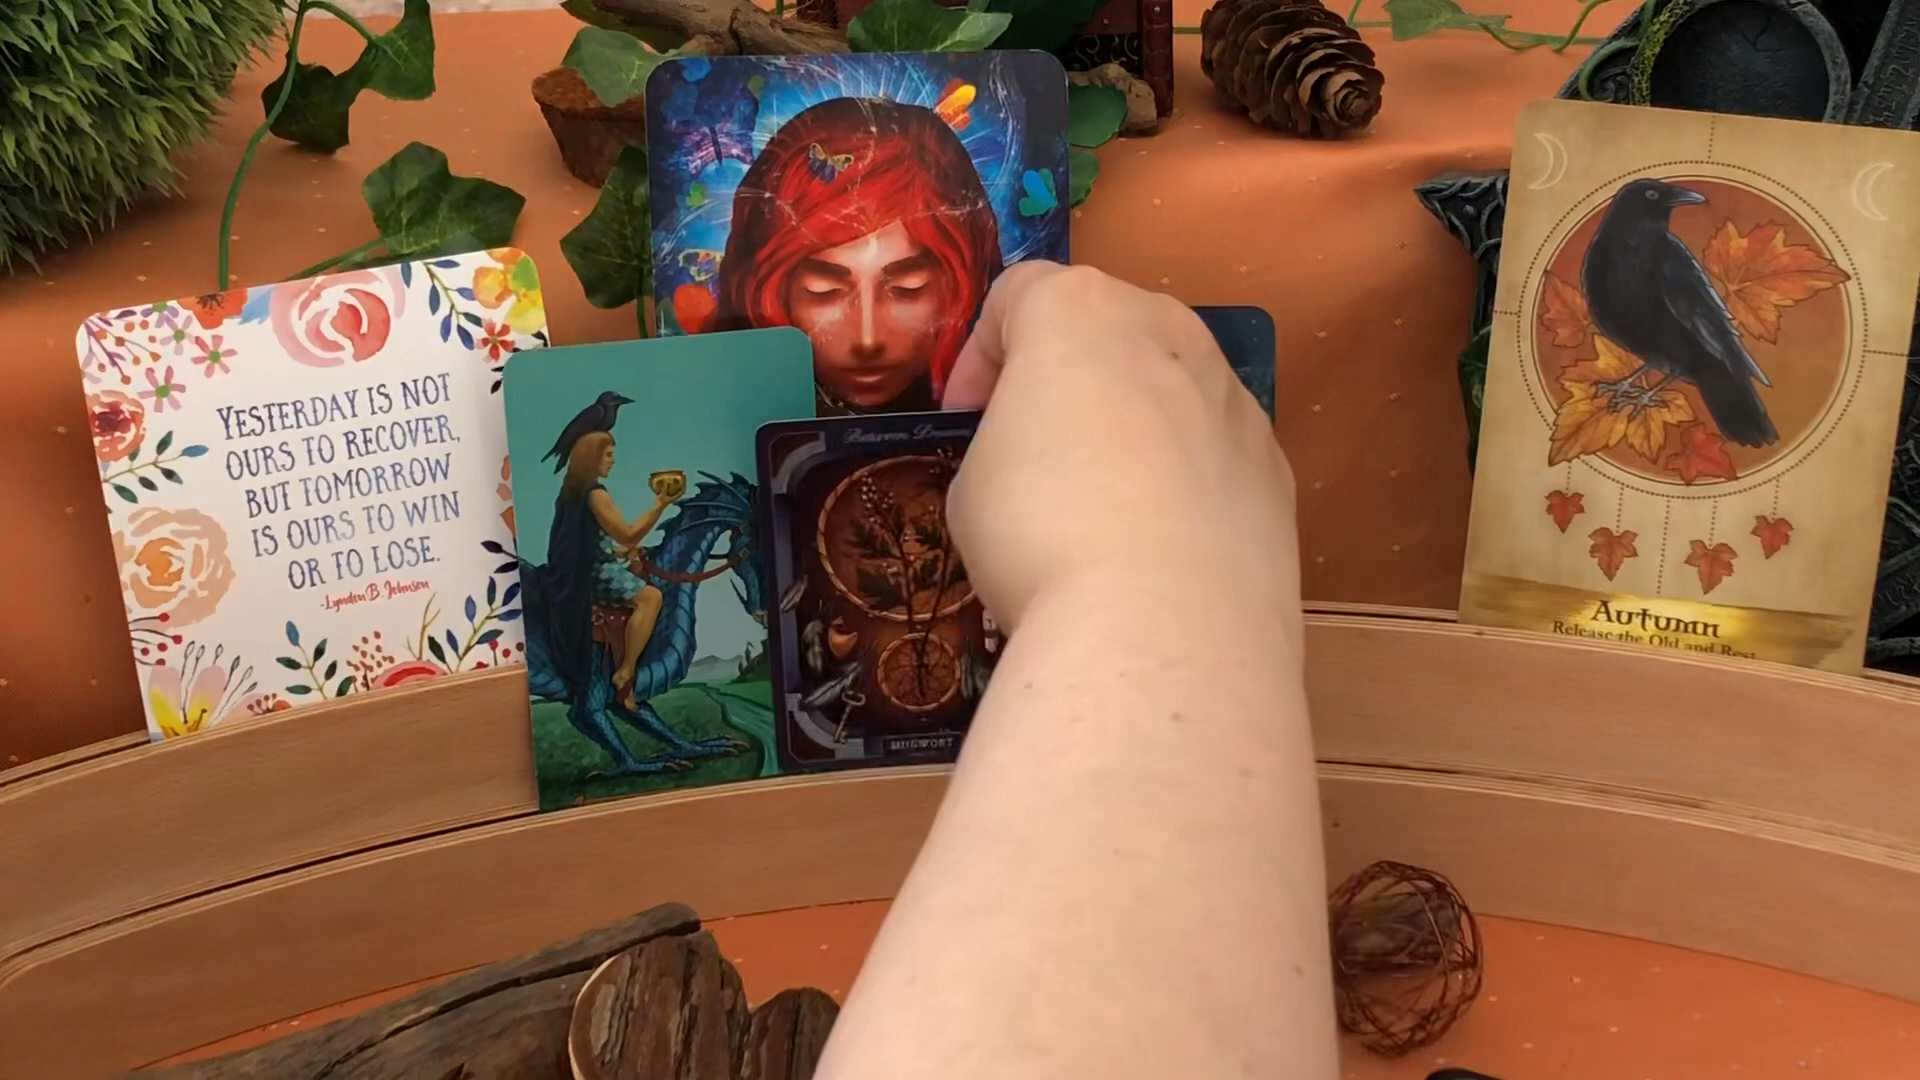 YESTERDAY IS NOT
OURS TO RECOVER,
BUT TOMORROW
IS OURS TO WIN
OR TO LOSE.
-Lyndon B. Johnson
Between
MUGWORT
Autumn
Release the Old and Rest